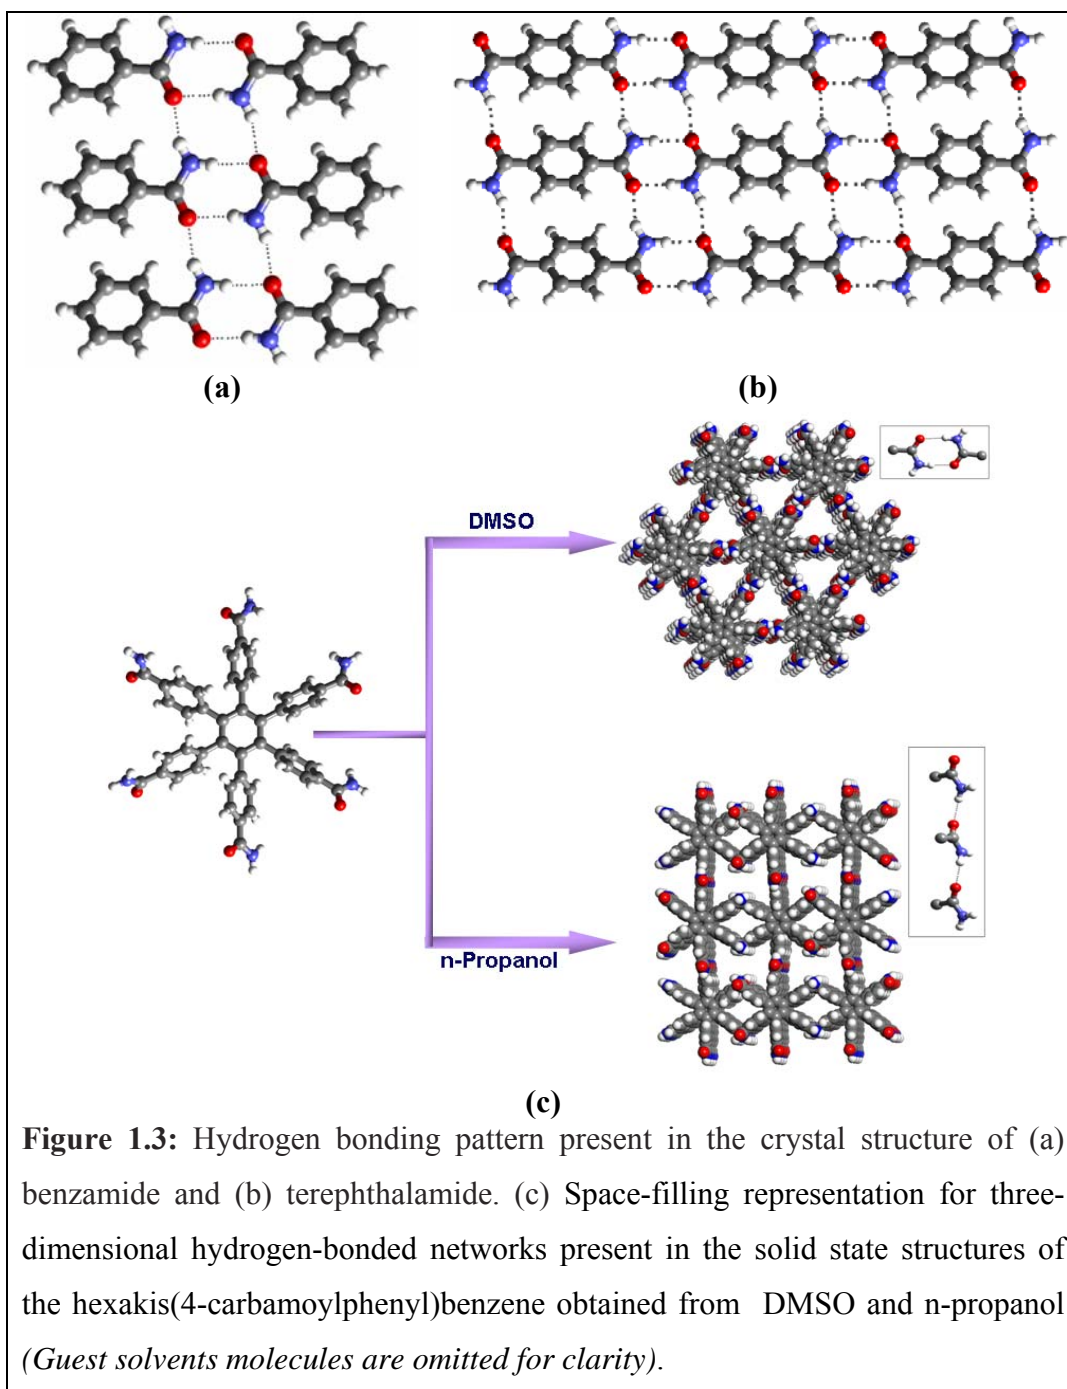 (a)
(b)
DMSO
n-Propanol
(c)
Figure 1.3: Hydrogen bonding pattern present in the crystal structure of (a)
benzamide and (b) terephthalamide. (c) Space-filling representation for three-
dimensional hydrogen-bonded networks present in the solid state structures of
the hexakis(4-carbamoylphenyl)benzene obtained from DMSO and n-propanol
(Guest solvents molecules are omitted for clarity).